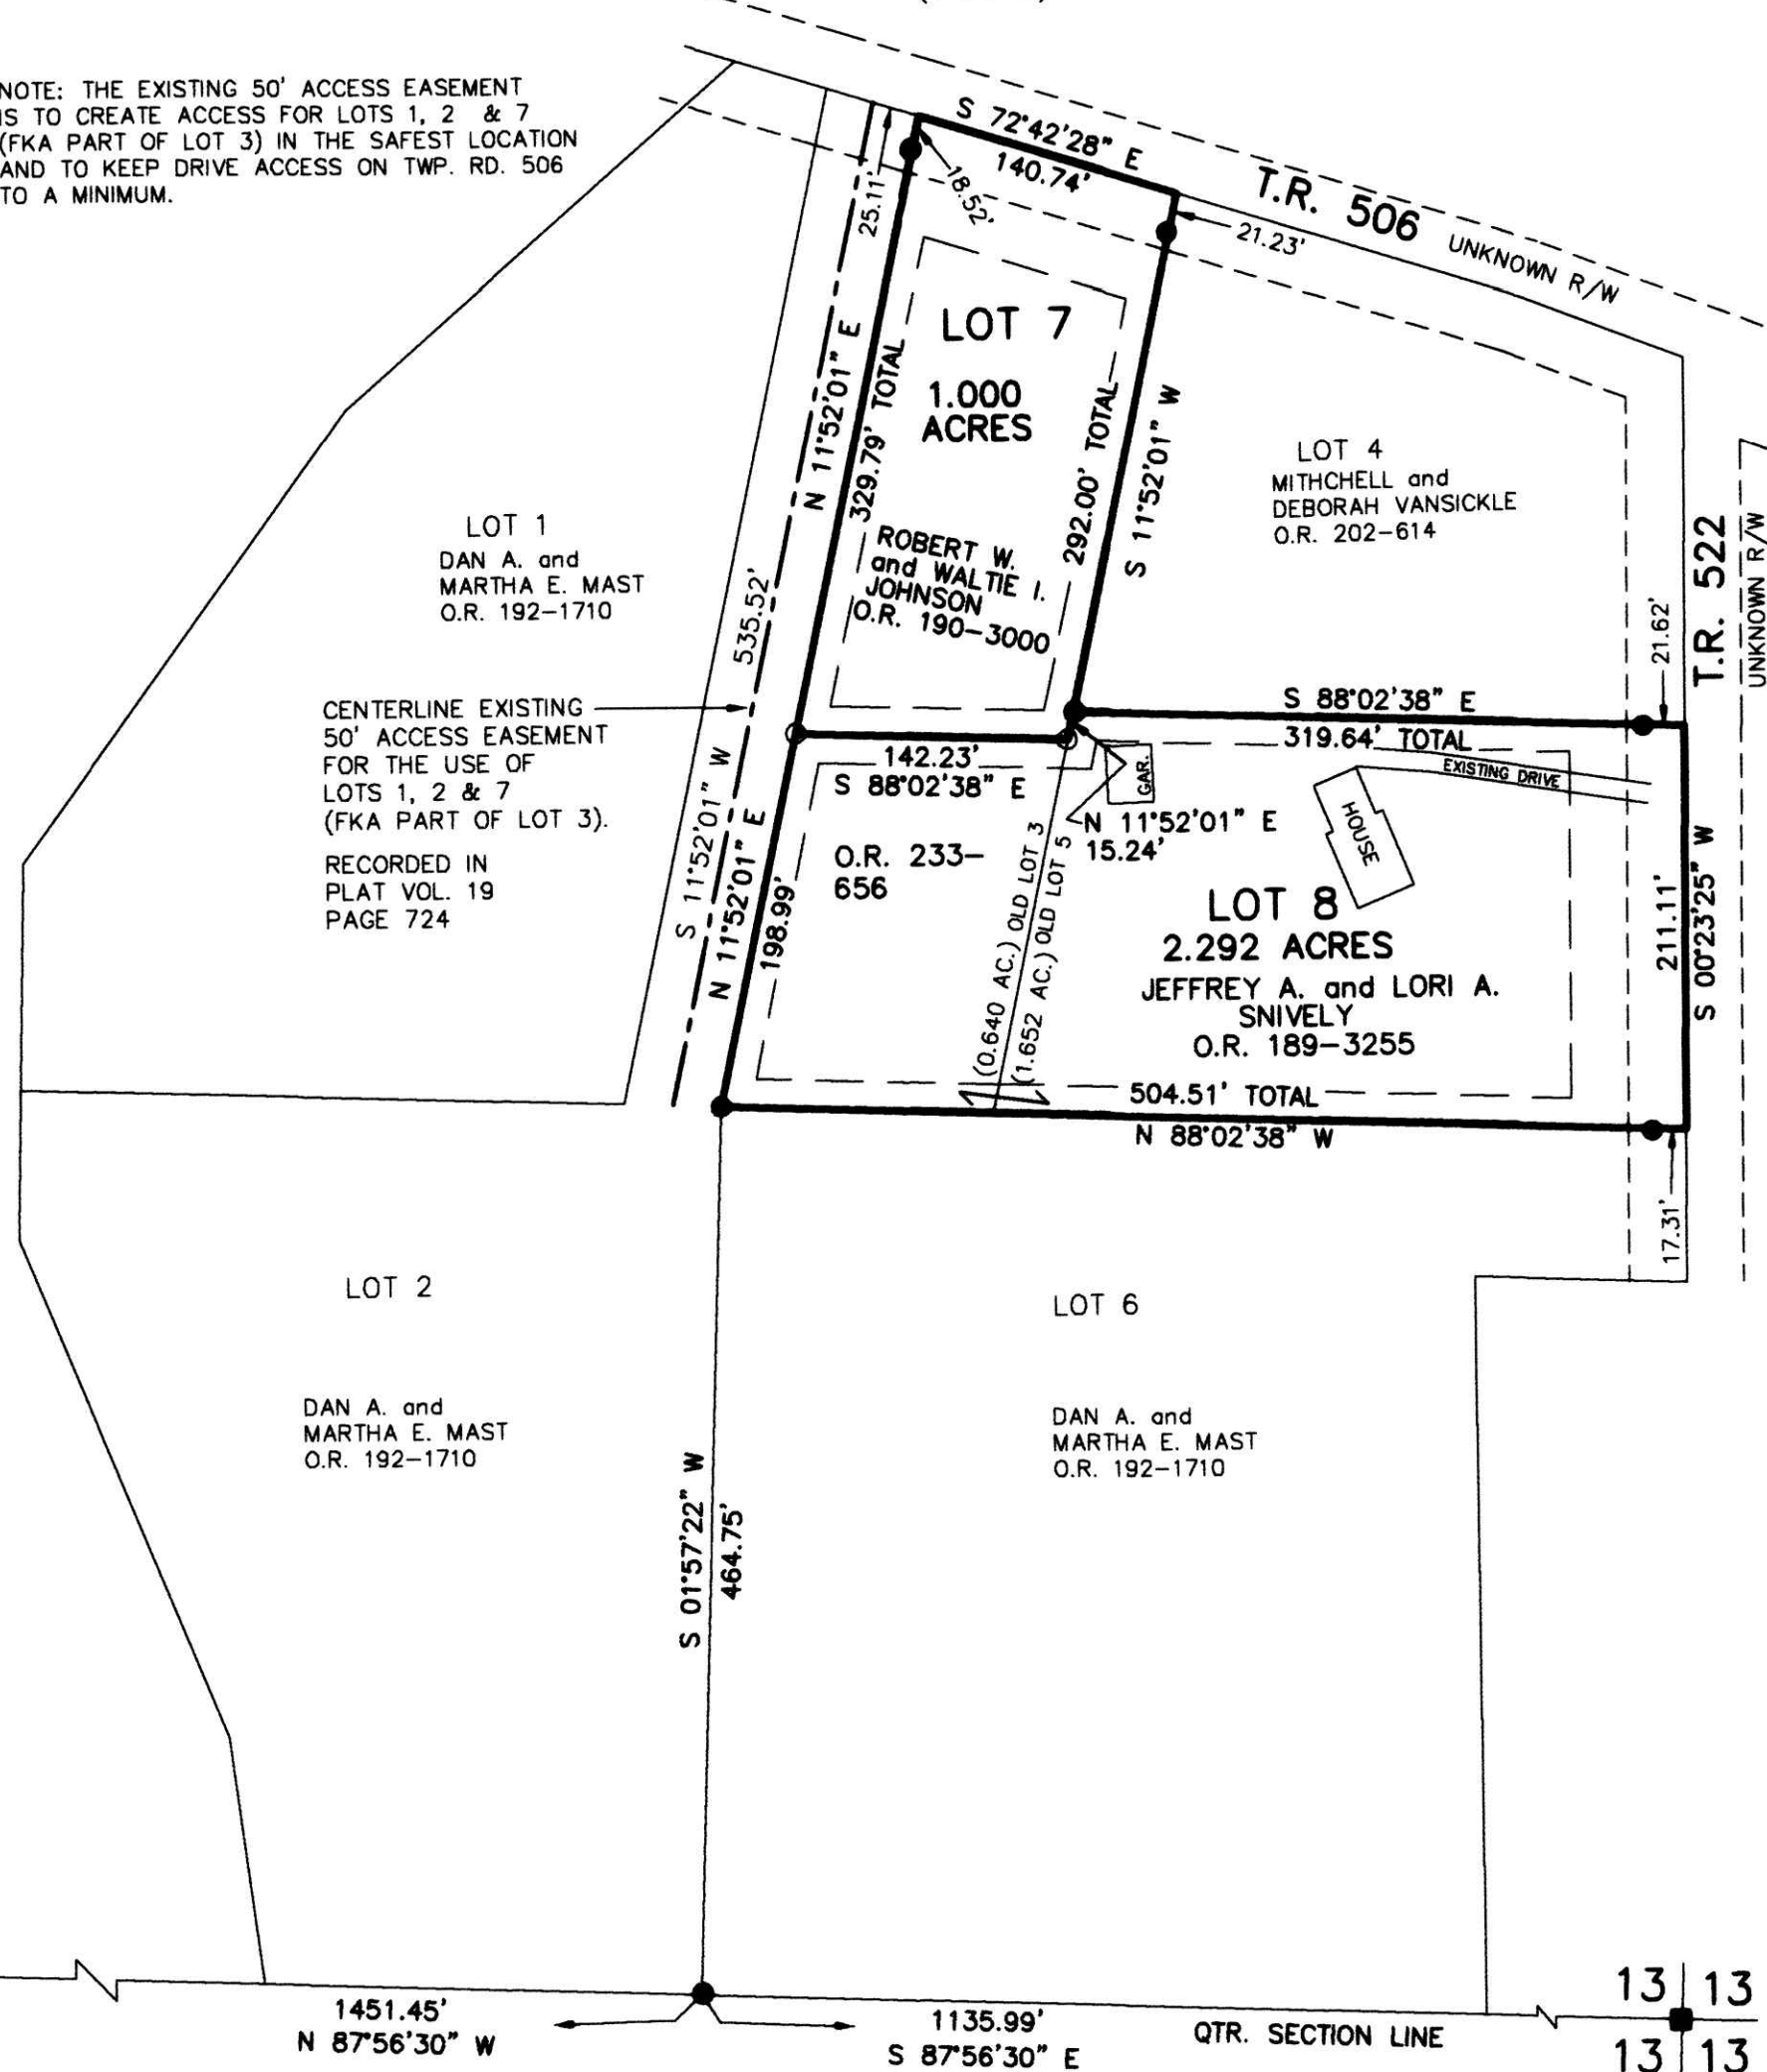 NOTE: THE EXISTING 50' ACCESS EASEMENT
IS TO CREATE ACCESS FOR LOTS 1, 2 & 7
(FKA PART OF LOT 3) IN THE SAFEST LOCATION
AND TO KEEP DRIVE ACCESS ON TWP. RD. 506
TO A MINIMUM.
S 72°42'28" E
140.74'
T.R. 506 UNKNOWN R/W
25.11'
18.52'
21.23'
LOT 7
1.000
ACRES
N 11°52'01" E
329.79' TOTAL
292.00' TOTAL
S 11°52'01" W
ROBERT W.
and WALTIE I.
JOHNSON
O.R. 190-3000
LOT 4
MITHCHELL and
DEBORAH VANSICKLE
O.R. 202-614
T.R. 522
UNKNOWN R/W
LOT 1
DAN A. and
MARTHA E. MAST
O.R. 192-1710
535.52'
S 11°52'01" W
21.62'
CENTERLINE EXISTING
50' ACCESS EASEMENT
FOR THE USE OF
LOTS 1, 2 & 7
(FKA PART OF LOT 3).
RECORDED IN
PLAT VOL. 19
PAGE 724
S 88°02'38" E
319.64' TOTAL
142.23'
S 88°02'38" E
GAR.
EXISTING DRIVE
HOUSE
N 11°52'01" E
15.24'
N 11°52'01" E
198.99'
O.R. 233-
656
(0.640 AC.) OLD LOT 3
(1.652 AC.) OLD LOT 5
LOT 8
2.292 ACRES
JEFFREY A. and LORI A.
SNIVELY
O.R. 189-3255
211.11'
S 00°23'25" W
504.51' TOTAL
N 88°02'38" W
17.31'
LOT 2
DAN A. and
MARTHA E. MAST
O.R. 192-1710
LOT 6
DAN A. and
MARTHA E. MAST
O.R. 192-1710
S 01°57'22" W
464.75'
1451.45'
N 87°56'30" W
1135.99'
S 87°56'30" E
QTR. SECTION LINE
13 13
13 13